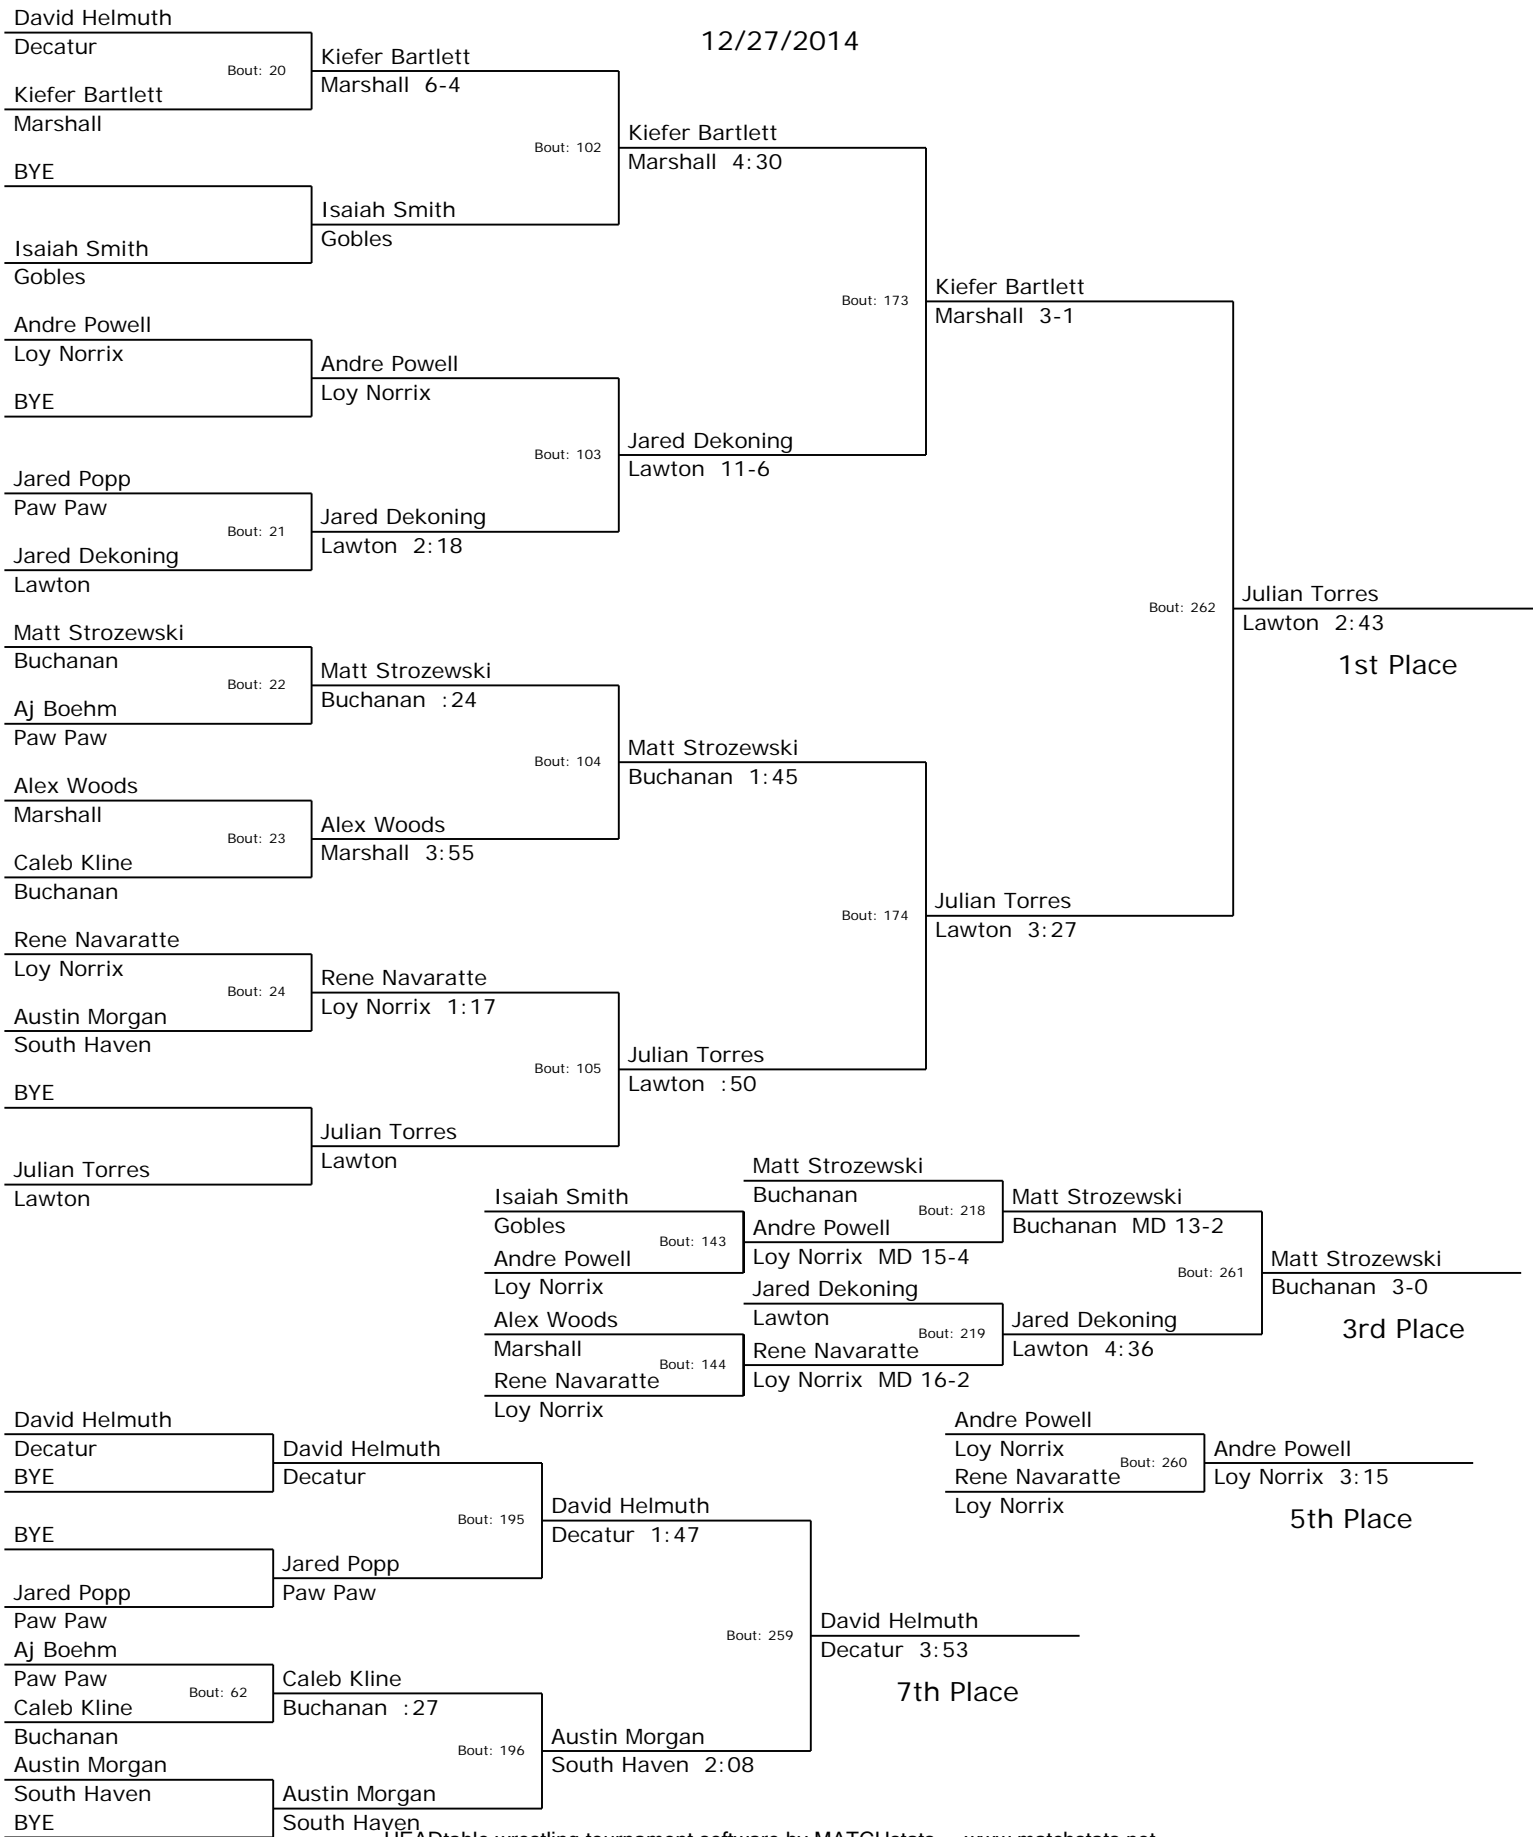 12/27/2014
David Helmuth
Decatur
Bout: 20
Kiefer Bartlett
Marshall
Kiefer Bartlett
Marshall 6-4
BYE
Isaiah Smith
Gobles
Isaiah Smith
Gobles
Bout: 102
Kiefer Bartlett
Marshall 4:30
Andre Powell
Loy Norrix
BYE
Andre Powell
Loy Norrix
Jared Popp
Paw Paw
Bout: 21
Jared Dekoning
Lawton
Jared Dekoning
Lawton 2:18
Bout: 103
Jared Dekoning
Lawton 11-6
Bout: 173
Kiefer Bartlett
Marshall 3-1
Matt Strozewski
Buchanan
Bout: 22
Aj Boehm
Paw Paw
Matt Strozewski
Buchanan :24
Alex Woods
Marshall
Bout: 23
Caleb Kline
Buchanan
Alex Woods
Marshall 3:55
Bout: 104
Matt Strozewski
Buchanan 1:45
Rene Navaratte
Loy Norrix
Bout: 24
Austin Morgan
South Haven
Rene Navaratte
Loy Norrix 1:17
BYE
Julian Torres
Lawton
Julian Torres
Lawton
Bout: 105
Julian Torres
Lawton :50
Bout: 174
Julian Torres
Lawton 3:27
Bout: 262
Julian Torres
Lawton 2:43
1st Place
Isaiah Smith
Gobles
Bout: 143
Andre Powell
Loy Norrix
Matt Strozewski
Buchanan
Bout: 218
Andre Powell
Loy Norrix MD 15-4
Matt Strozewski
Buchanan MD 13-2
Alex Woods
Marshall
Bout: 144
Rene Navaratte
Loy Norrix
Jared Dekoning
Lawton
Bout: 219
Rene Navaratte
Loy Norrix MD 16-2
Jared Dekoning
Lawton 4:36
Bout: 261
Matt Strozewski
Buchanan 3-0
3rd Place
Andre Powell
Loy Norrix
Bout: 260
Rene Navaratte
Loy Norrix
Andre Powell
Loy Norrix 3:15
5th Place
David Helmuth
Decatur
BYE
David Helmuth
Decatur
BYE
Jared Popp
Paw Paw
Jared Popp
Paw Paw
Bout: 195
David Helmuth
Decatur 1:47
Aj Boehm
Paw Paw
Bout: 62
Caleb Kline
Buchanan
Caleb Kline
Buchanan :27
Austin Morgan
South Haven
BYE
Austin Morgan
South Haven
Bout: 196
Austin Morgan
South Haven 2:08
Bout: 259
David Helmuth
Decatur 3:53
7th Place
HEADtable wrestling tournament software by MATCHstats www.matchstats.net